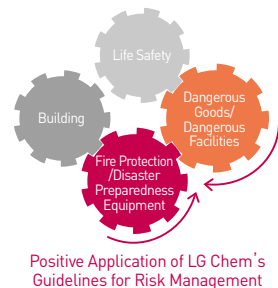 Life Safety
Building
Dangerous
Goods/
Dangerous
Facilities
Fire Protection
/Disaster
Preparedness
Equipment
Positive Application of LG Chem's
Guidelines for Risk Management